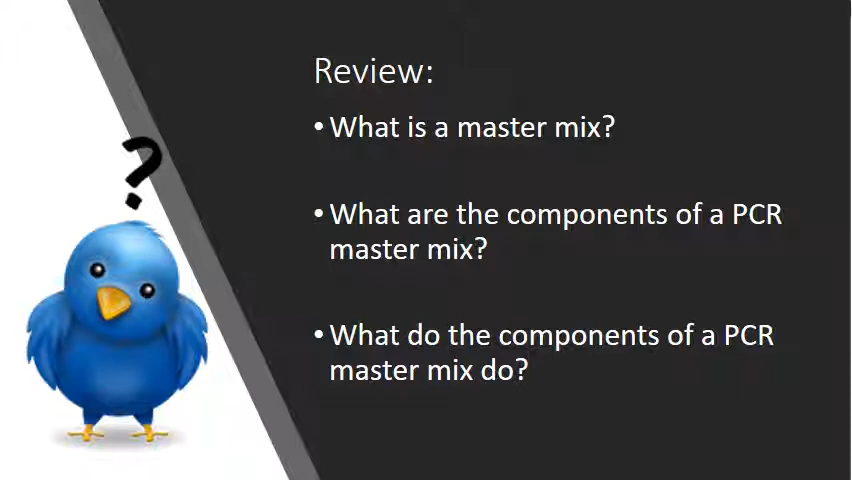 ?
Review:
• What is a master mix?
• What are the components of a PCR
master mix?
• What do the components of a PCR
master mix do?